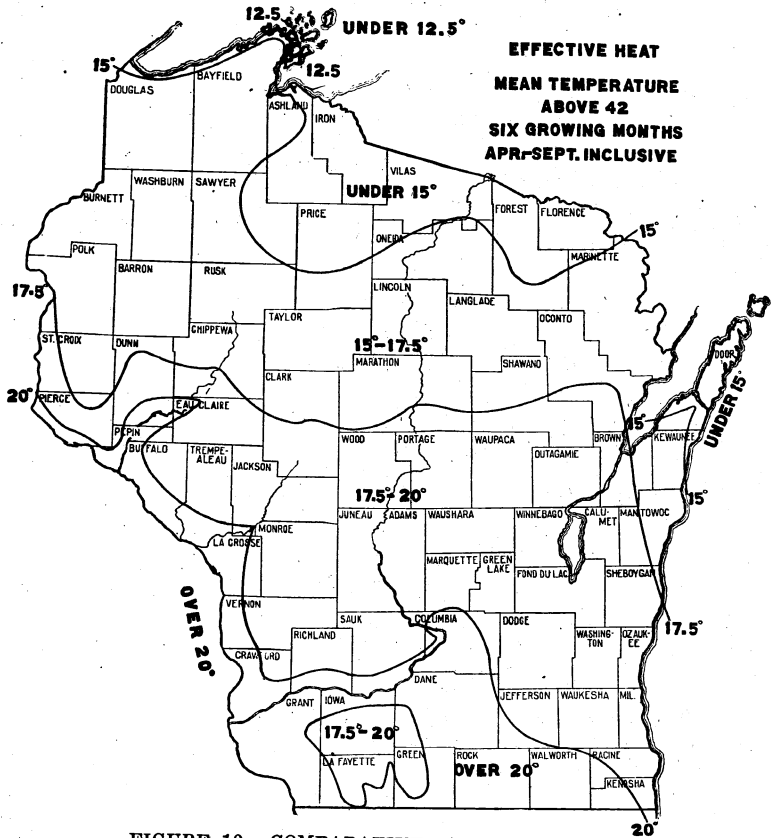 12.5
UNDER 12.5°
EFFECTIVE HEAT
MEAN TEMPERATURE
ABOVE 42
SIX GROWING MONTHS
APR.-SEPT. INCLUSIVE
15°
12.5
BAYFIELD
DOUGLAS
ASHLAND
IRON
VILAS
WASHBURN
SAWYER
UNDER 15°
BURNETT
PRICE
FOREST
FLORENCE
15°
ONEIDA
POLK
MARINETTE
BARRON
RUSK
17.5
LINCOLN
LANGLADE
TAYLOR
OCONTO
CHIPPEWA
ST. CROIX
DUNN
15°-17.5°
DOOR
MARATHON
SHAWANO
CLARK
UNDER 15°
20°
PIERCE
EAU CLAIRE
15°
PEPIN
WOOD
PORTAGE
WAUPACA
BROWN
KEWAUNEE
BUFFALO
TREMPE-
ALEAU
JACKSON
OUTAGAMIE
17.5°-20°
15°
JUNEAU
ADAMS
WAUSHARA
WINNEBAGO
CALU-
MET
MANITOWOC
MONROE
LA CROSSE
MARQUETTE
GREEN
LAKE
FOND DU LAC
SHEBOYGAN
OVER 20°
VERNON
SAUK
COLUMBIA
DODGE
17.5°
RICHLAND
WASHING-
TON
OZAUK-
EE
CRAWFORD
DANE
GRANT
IOWA
JEFFERSON
WAUKESHA
MIL.
17.5°-20°
LA FAYETTE
GREEN
ROCK
WALWORTH
RACINE
OVER 20°
KENOSHA
20°